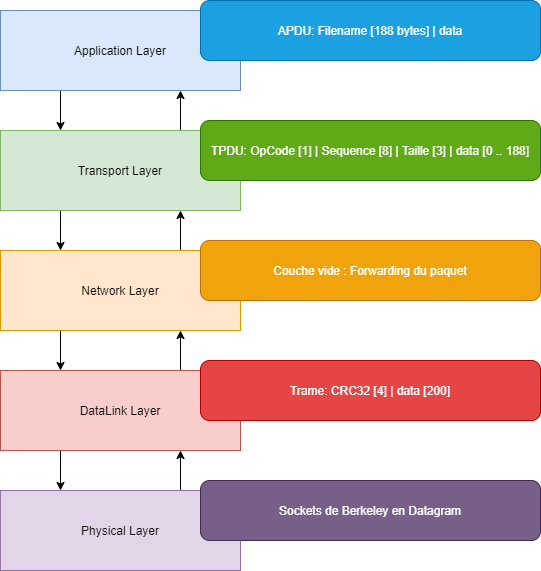 Application Layer
APDU: Filename [188 bytes] | data
Transport Layer
TPDU: OpCode [1] | Sequence [8] | Taille [3] | data [0 .. 188]
Network Layer
Couche vide : Forwarding du paquet
DataLink Layer
Trame: CRC32 [4] | data [200]
Physical Layer
Sockets de Berkeley en Datagram